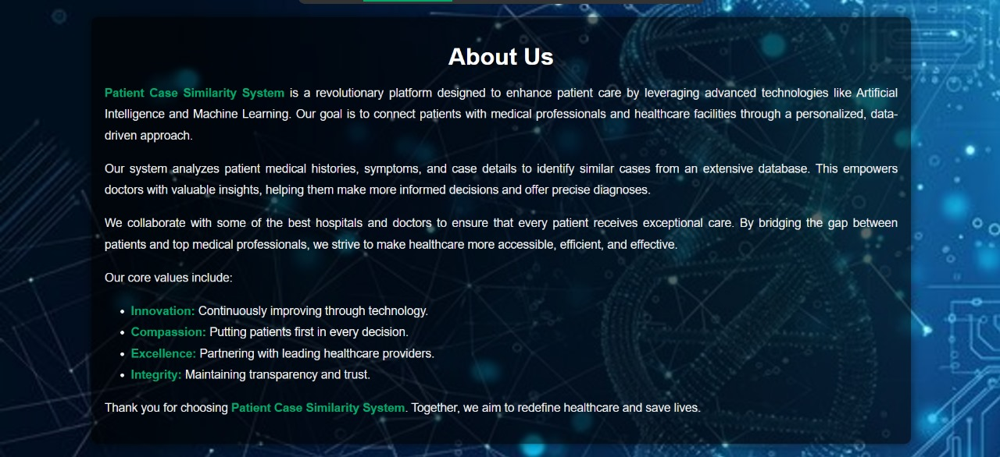 About Us
Patient Case Similarity System is a revolutionary platform designed to enhance patient care by leveraging advanced technologies like Artificial
Intelligence and Machine Learning. Our goal is to connect patients with medical professionals and healthcare facilities through a personalized, data-
driven approach.
Our system analyzes patient medical histories, symptoms, and case details to identify similar cases from an extensive database. This empowers
doctors with valuable insights, helping them make more informed decisions and offer precise diagnoses.
We collaborate with some of the best hospitals and doctors to ensure that every patient receives exceptional care. By bridging the gap between
patients and top medical professionals, we strive to make healthcare more accessible, efficient, and effective.
Our core values include:
• Innovation: Continuously improving through technology.
• Compassion: Putting patients first in every decision.
• Excellence: Partnering with leading healthcare providers.
• Integrity: Maintaining transparency and trust.
Thank you for choosing Patient Case Similarity System. Together, we aim to redefine healthcare and save lives.